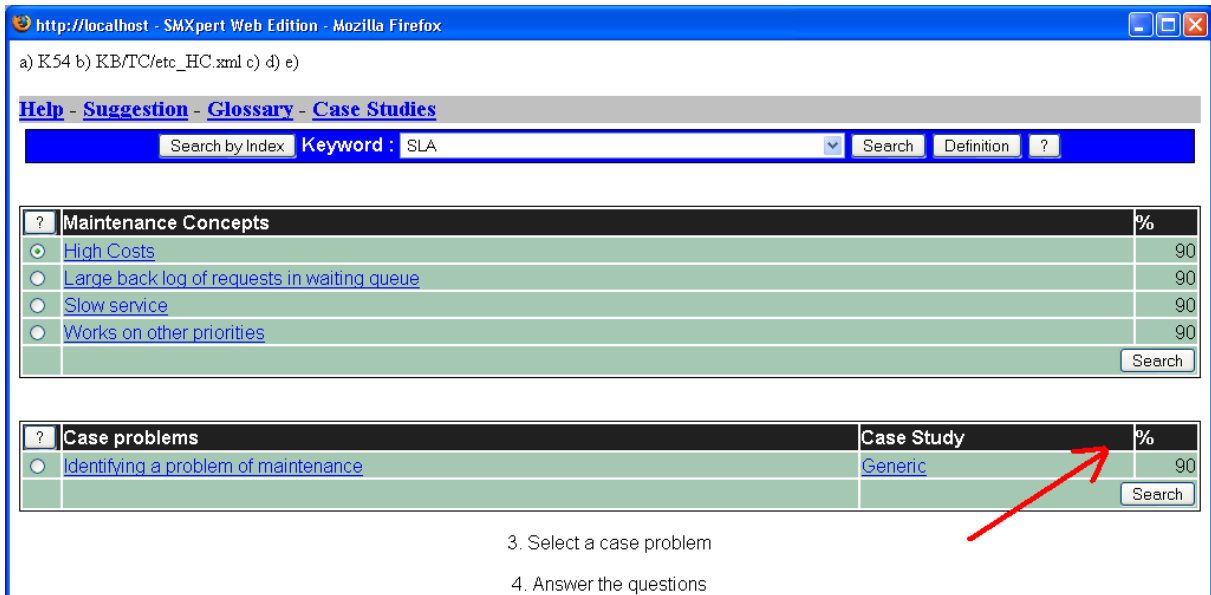 http://localhost - SMXpert Web Edition - Mozilla Firefox
a) K54 b) KB/TC/etc_HC.xml c) d) e)
Help - Suggestion - Glossary - Case Studies
Search by Index Keyword : SLA Search Definition ?
? Maintenance Concepts %
High Costs 90
Large back log of requests in waiting queue 90
Slow service 90
Works on other priorities 90
Search
? Case problems Case Study %
Identifying a problem of maintenance Generic 90
Search
3. Select a case problem
4. Answer the questions